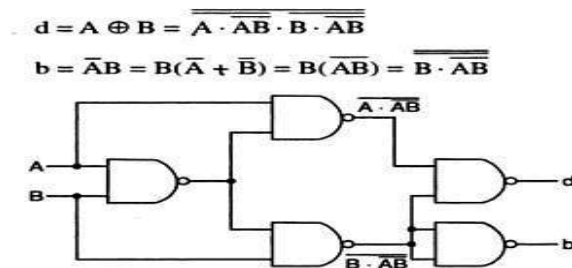 d = A ⊕ B = \overline{\overline{A · \overline{AB}} · \overline{B · \overline{AB}}}
b = \overline{A}B = B(\overline{A} + \overline{B}) = B(\overline{AB}) = \overline{\overline{B · \overline{AB}}}
\overline{A · \overline{AB}}
A
d
B
b
\overline{B · \overline{AB}}